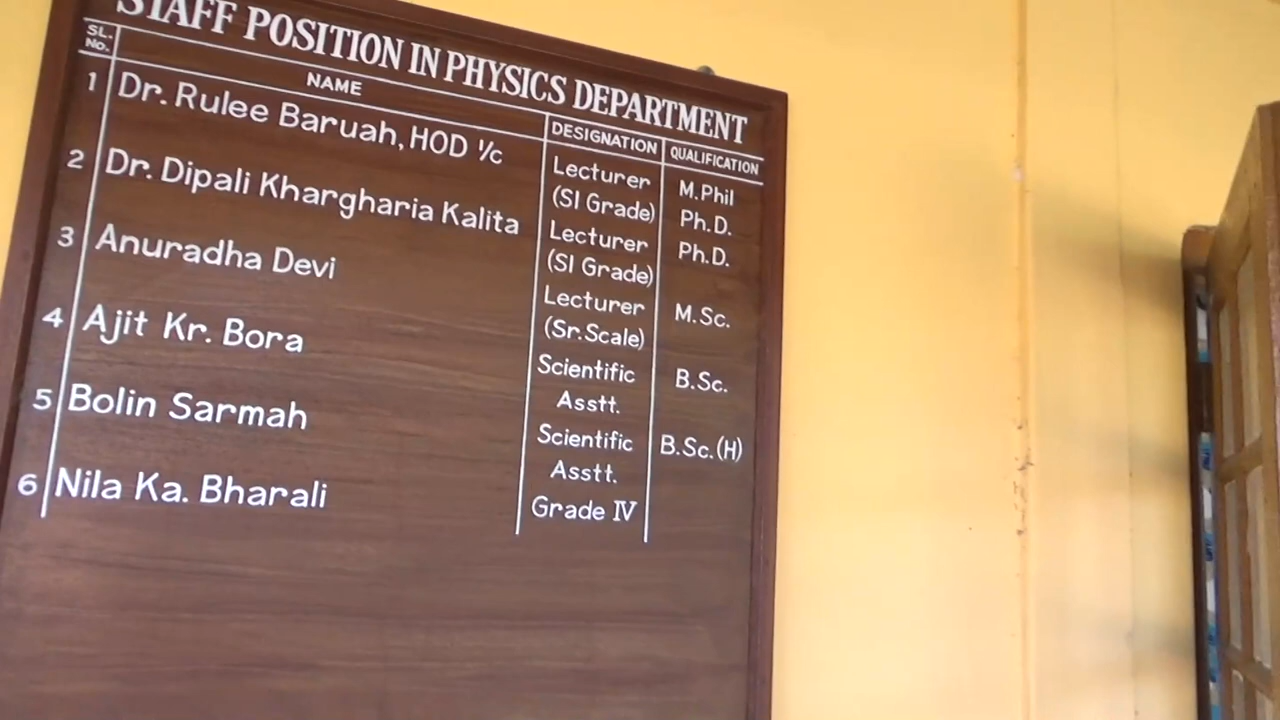 STAFF POSITION IN PHYSICS DEPARTMENT
SL. No. NAME DESIGNATION QUALIFICATION
1 Dr. Rulee Baruah, HOD I/c Lecturer M.Phil
(Sl Grade) Ph.D.
2 Dr. Dipali Khargharia Kalita Lecturer Ph.D.
(Sl Grade)
3 Anuradha Devi Lecturer M.Sc.
(Sr.Scale)
4 Ajit Kr. Bora Scientific B.Sc.
Asstt.
5 Bolin Sarmah Scientific B.Sc.(H)
Asstt.
6 Nila Ka. Bharali Grade IV